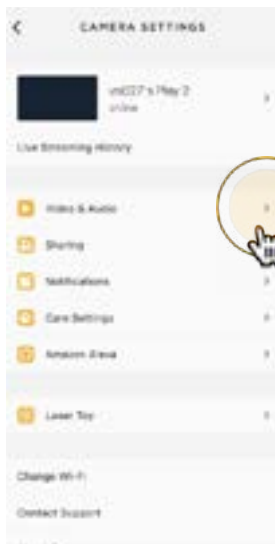 CAMERA SETTINGS
Play 2
online
Live Streaming History
Video & Audio
Sharing
Notifications
Care Settings
Amazon Alexa
Laser Toy
Change Wi-Fi
Contact Support